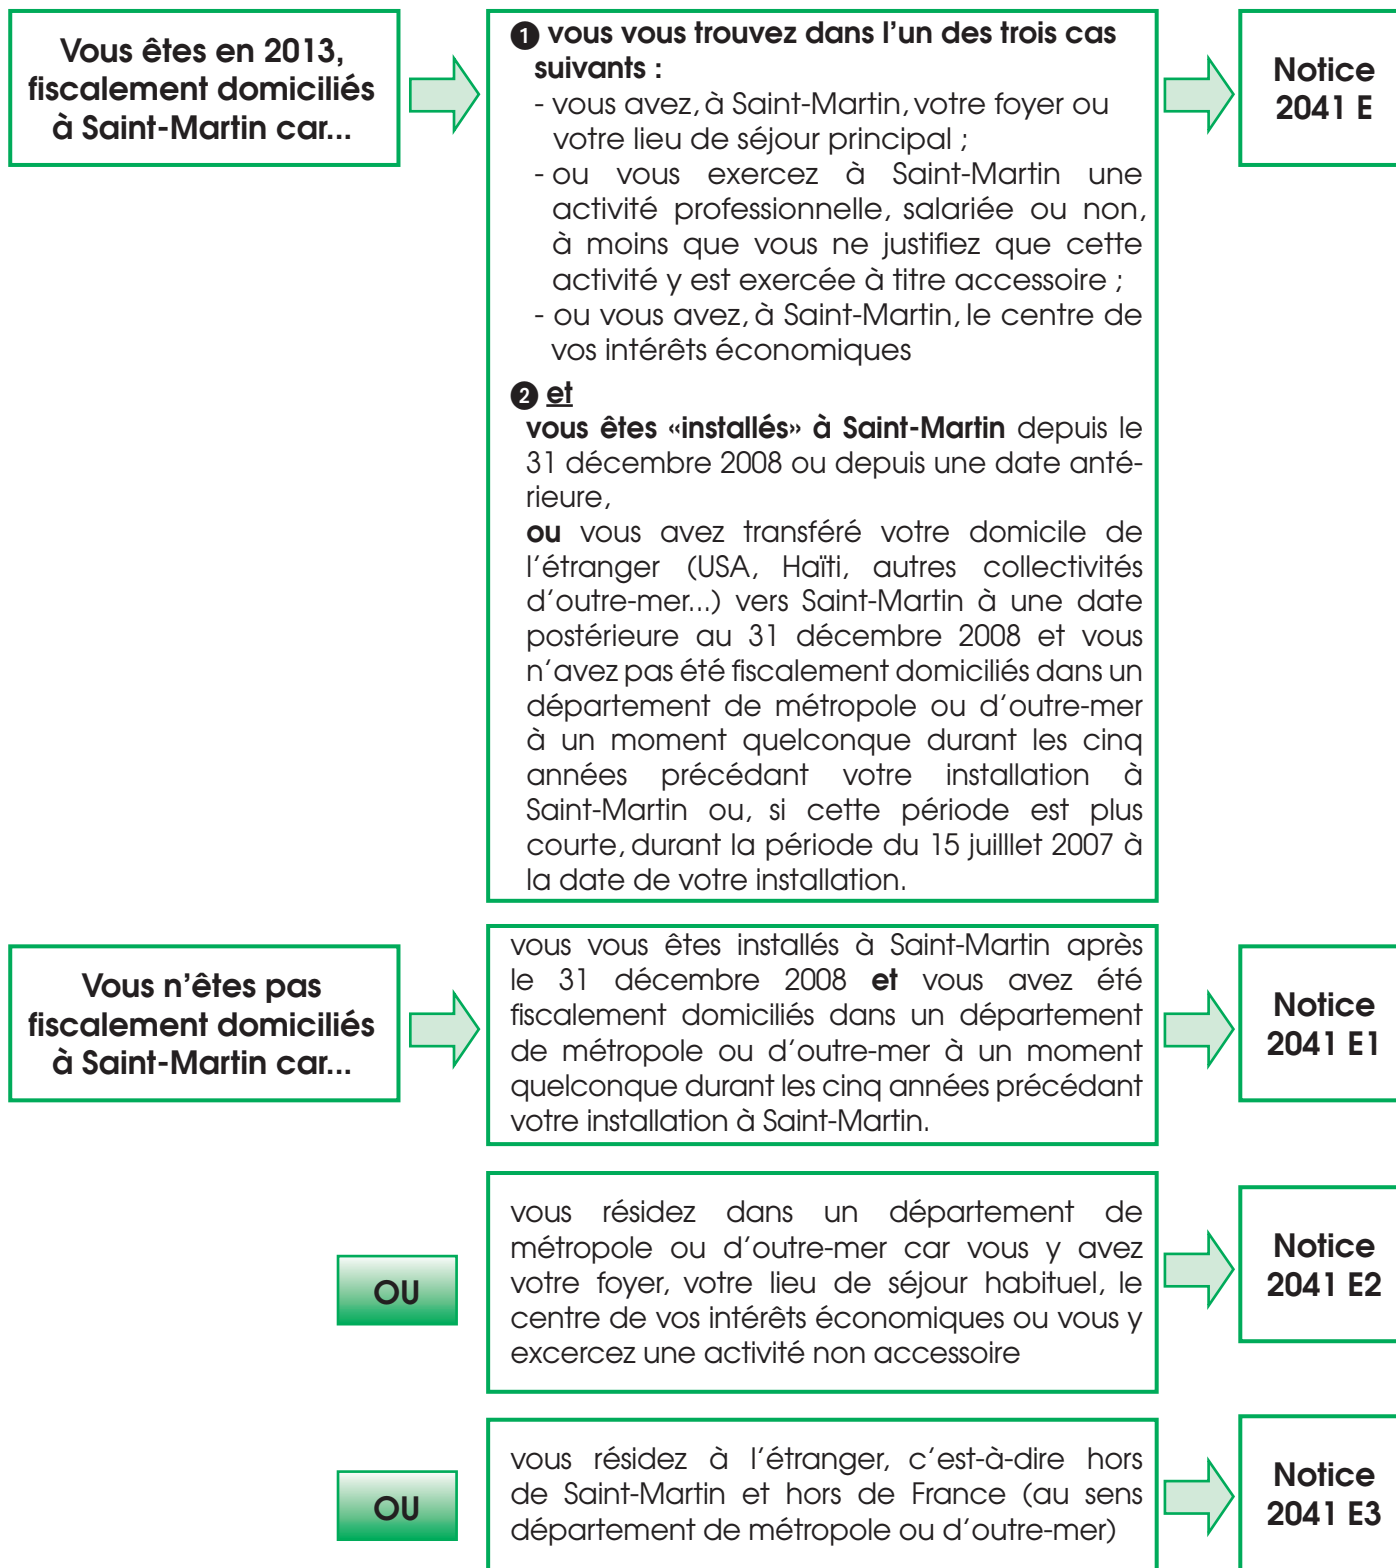 Vous êtes en 2013,
fiscalement domiciliés
à Saint-Martin car...
❶ vous vous trouvez dans l’un des trois cas
suivants :
- vous avez, à Saint-Martin, votre foyer ou
votre lieu de séjour principal ;
- ou vous exercez à Saint-Martin une
activité professionnelle, salariée ou non,
à moins que vous ne justifiez que cette
activité y est exercée à titre accessoire ;
- ou vous avez, à Saint-Martin, le centre de
vos intérêts économiques
❷ et
vous êtes «installés» à Saint-Martin depuis le
31 décembre 2008 ou depuis une date anté-
rieure,
ou vous avez transféré votre domicile de
l’étranger (USA, Haïti, autres collectivités
d’outre-mer...) vers Saint-Martin à une date
postérieure au 31 décembre 2008 et vous
n’avez pas été fiscalement domiciliés dans un
département de métropole ou d’outre-mer
à un moment quelconque durant les cinq
années précédant votre installation à
Saint-Martin ou, si cette période est plus
courte, durant la période du 15 juilllet 2007 à
la date de votre installation.
Notice
2041 E
Vous n’êtes pas
fiscalement domiciliés
à Saint-Martin car...
vous vous êtes installés à Saint-Martin après
le 31 décembre 2008 et vous avez été
fiscalement domiciliés dans un département
de métropole ou d’outre-mer à un moment
quelconque durant les cinq années précédant
votre installation à Saint-Martin.
Notice
2041 E1
OU
vous résidez dans un département de
métropole ou d’outre-mer car vous y avez
votre foyer, votre lieu de séjour habituel, le
centre de vos intérêts économiques ou vous y
excercez une activité non accessoire
Notice
2041 E2
OU
vous résidez à l’étranger, c’est-à-dire hors
de Saint-Martin et hors de France (au sens
département de métropole ou d’outre-mer)
Notice
2041 E3